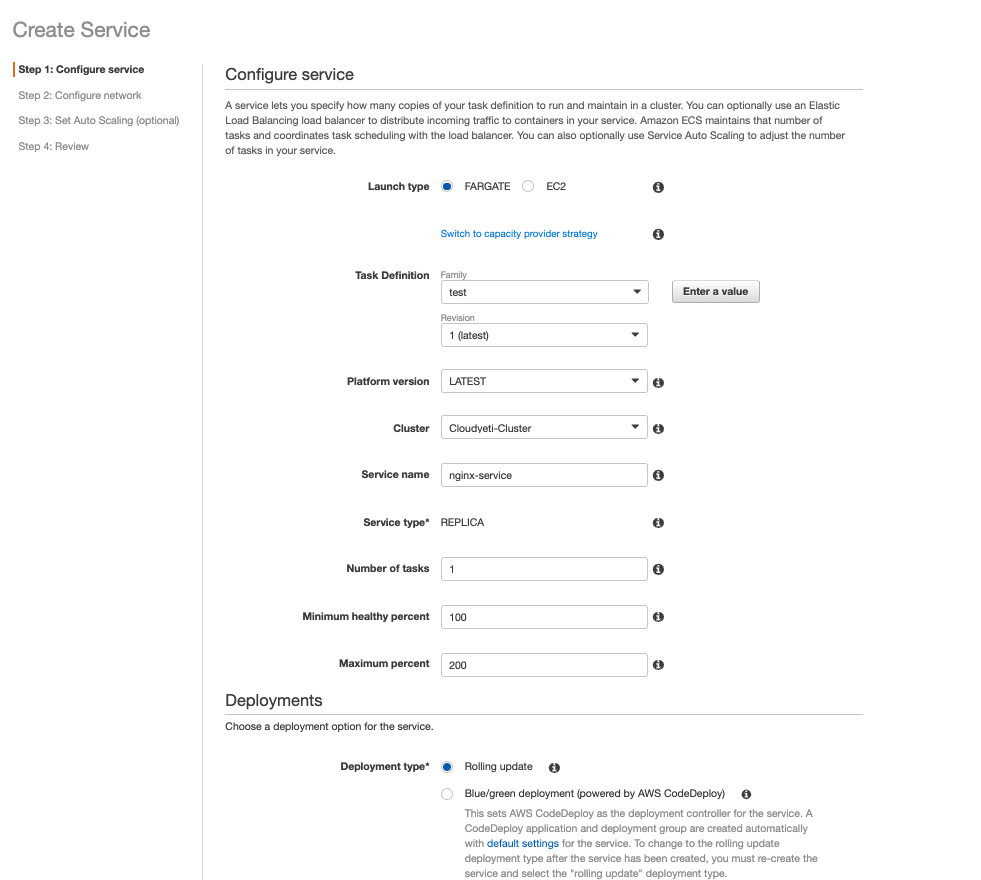 Create Service
Step 1: Configure service
Step 2: Configure network
Step 3: Set Auto Scaling (optional)
Step 4: Review
Configure service
A service lets you specify how many copies of your task definition to run and maintain in a cluster. You can optionally use an Elastic
Load Balancing load balancer to distribute incoming traffic to containers in your service. Amazon ECS maintains that number of
tasks and coordinates task scheduling with the load balancer. You can also optionally use Service Auto Scaling to adjust the number
of tasks in your service.
Launch type FARGATE EC2
Switch to capacity provider strategy
Task Definition Family
test Enter a value
Revision
1 (latest)
Platform version LATEST
Cluster Cloudyeti-Cluster
Service name nginx-service
Service type* REPLICA
Number of tasks 1
Minimum healthy percent 100
Maximum percent 200
Deployments
Choose a deployment option for the service.
Deployment type* Rolling update
Blue/green deployment (powered by AWS CodeDeploy)
This sets AWS CodeDeploy as the deployment controller for the service. A
CodeDeploy application and deployment group are created automatically
with default settings for the service. To change to the rolling update
deployment type after the service has been created, you must re-create the
service and select the "rolling update" deployment type.